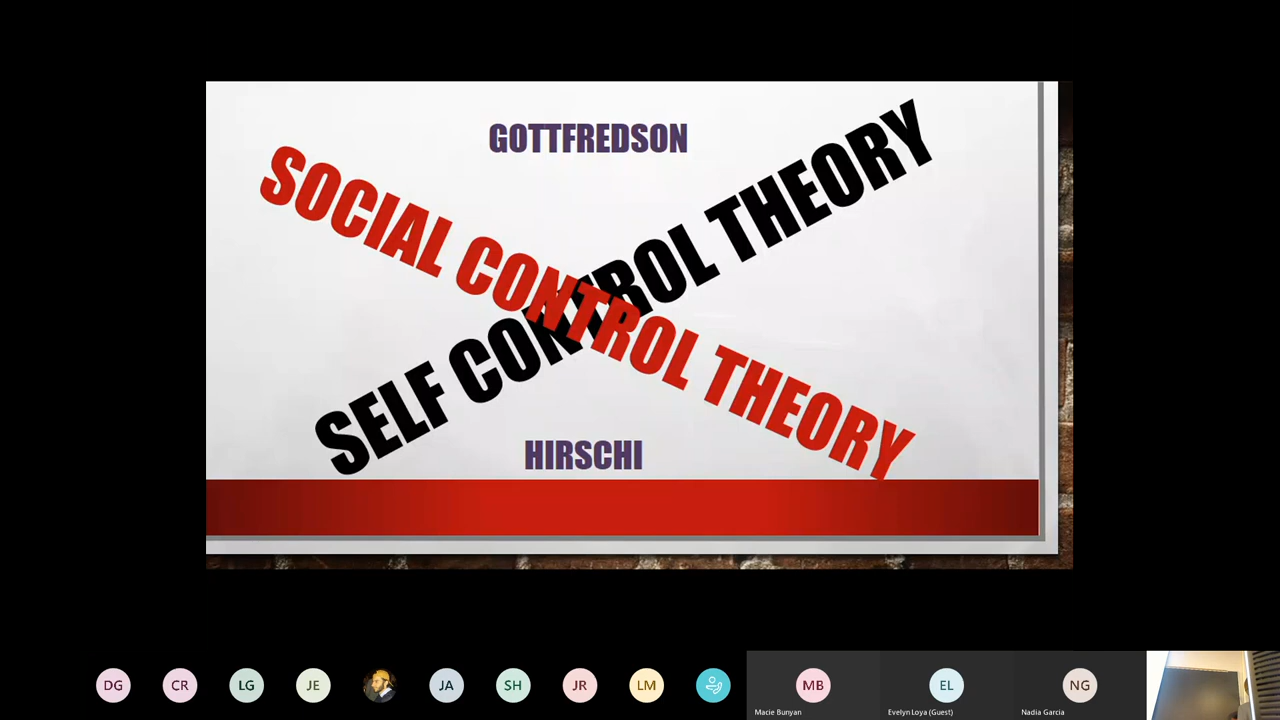 GOTTFREDSON
SOCIAL CONTROL THEORY
SELF CONTROL THEORY
HIRSCHI
DG
CR
LG
JE
JA
SH
JR
LM
MB
EL
NG
Macie Bunyan
Evelyn Loya (Guest)
Nadia Garcia